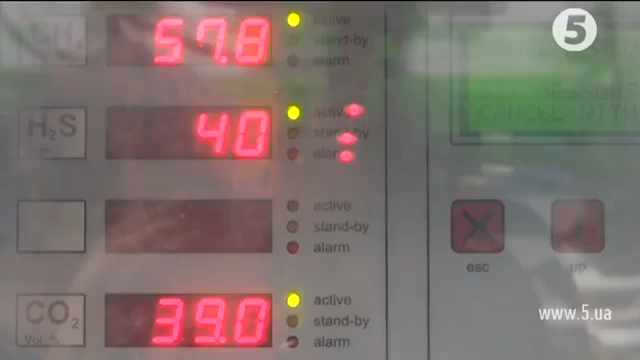 5
CH₄
57.8
active
stand-by
alarm
H₂S
40
active
stand-by
alarm
active
stand-by
alarm
esc
up
CO₂
Vol.%
39.0
active
stand-by
alarm
www.5.ua